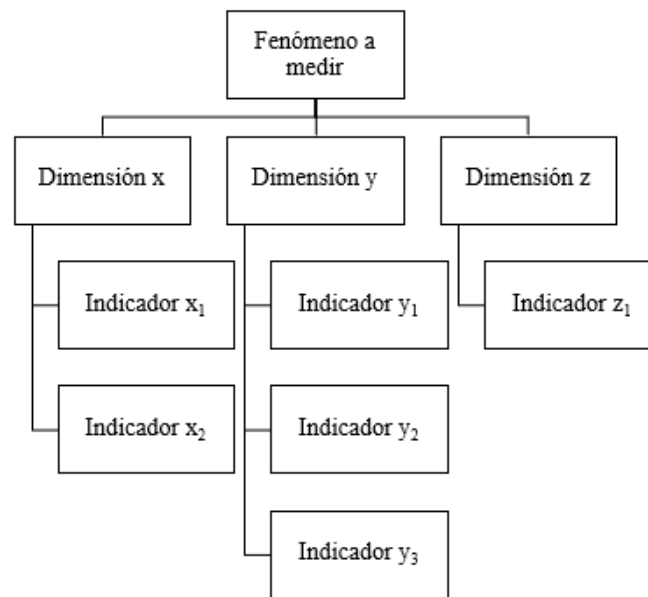 Fenómeno a
medir
Dimensión x
Dimensión y
Dimensión z
Indicador x₁
Indicador y₁
Indicador z₁
Indicador x₂
Indicador y₂
Indicador y₃